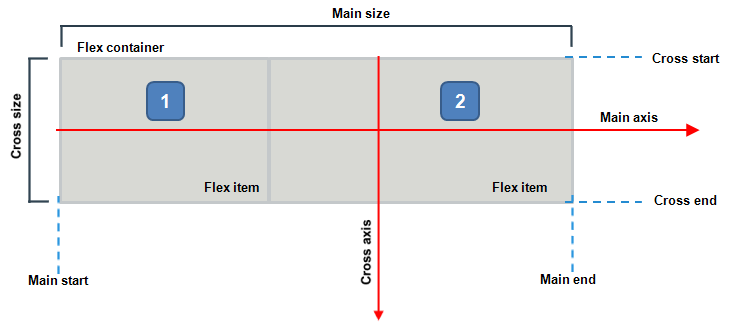 Main size
Flex container
Cross start
1
2
Cross size
Main axis
Flex item
Flex item
Cross end
Cross axis
Main start
Main end